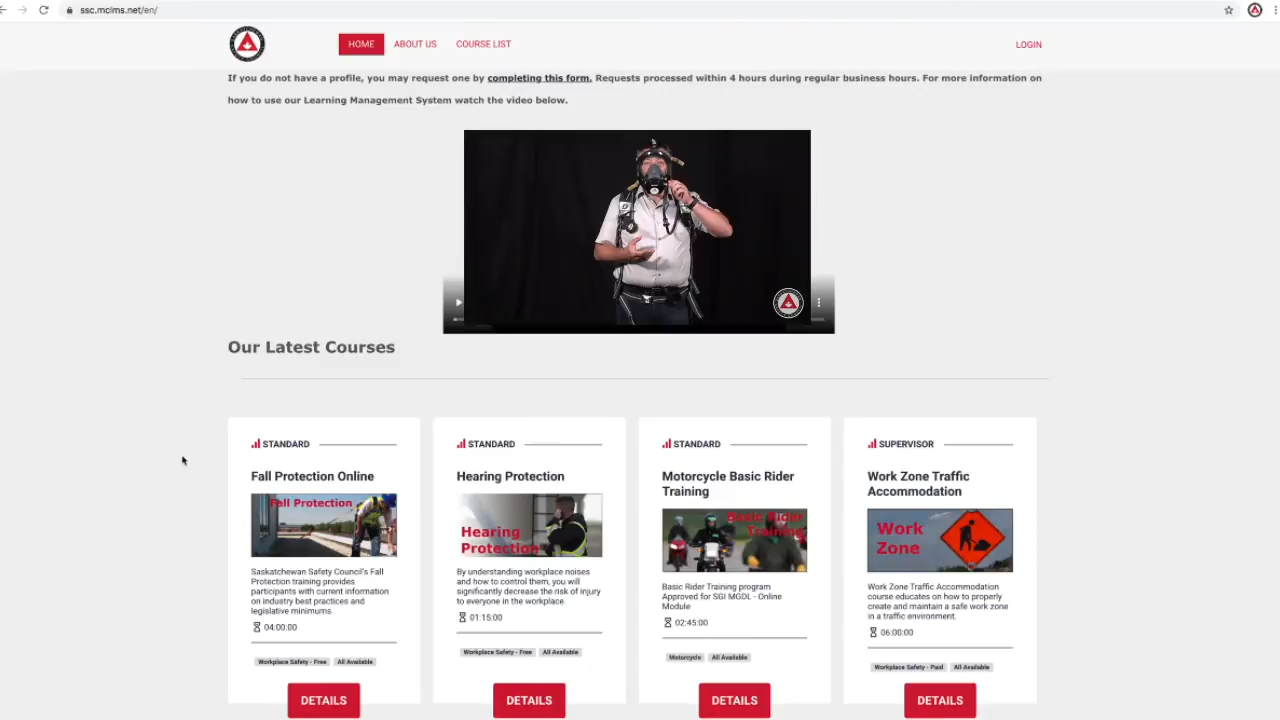 ssc.mclms.net/en/
HOME
ABOUT US
COURSE LIST
LOGIN
If you do not have a profile, you may request one by completing this form. Requests processed within 4 hours during regular business hours. For more information on
how to use our Learning Management System watch the video below.
Our Latest Courses
STANDARD
Fall Protection Online
Fall Protection
Saskatchewan Safety Council's Fall
Protection training provides
participants with current information
on industry best practices and
legislative minimums.
04:00:00
Workplace Safety - Free
All Available
DETAILS
STANDARD
Hearing Protection
Hearing
Protection
By understanding workplace noises
and how to control them, you will
significantly decrease the risk of injury
to everyone in the workplace.
01:15:00
Workplace Safety - Free
All Available
DETAILS
STANDARD
Motorcycle Basic Rider
Training
Basic Rider
Training
Basic Rider Training program
Approved for SGI MGDL - Online
Module
02:45:00
Motorcycle
All Available
DETAILS
SUPERVISOR
Work Zone Traffic
Accommodation
Work
Zone
Work Zone Traffic Accommodation
course educates on how to properly
create and maintain a safe work zone
in a traffic environment.
06:00:00
Workplace Safety - Paid
All Available
DETAILS